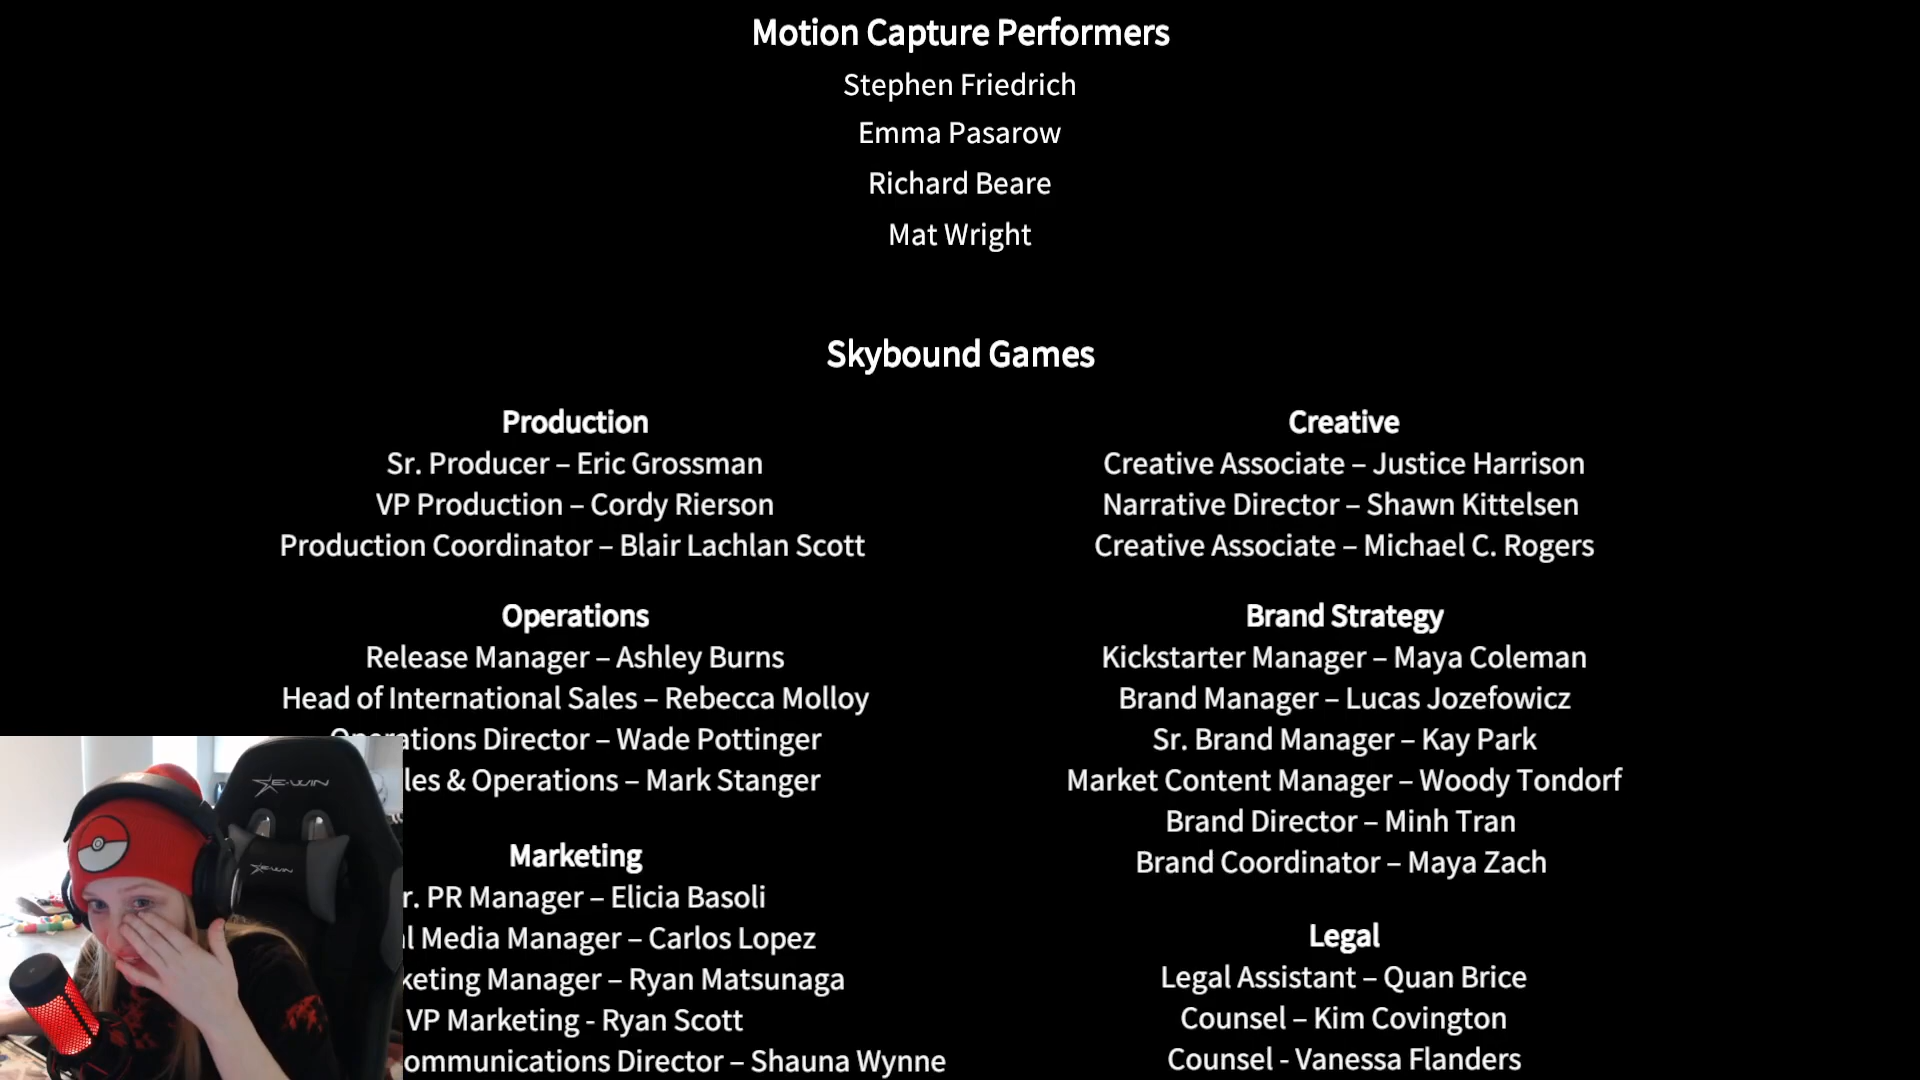 Motion Capture Performers
Stephen Friedrich
Emma Pasarow
Richard Beare
Mat Wright
Skybound Games
Production
Sr. Producer – Eric Grossman
VP Production – Cordy Rierson
Production Coordinator – Blair Lachlan Scott
Operations
Release Manager – Ashley Burns
Head of International Sales – Rebecca Molloy
Operations Director – Wade Pottinger
& Operations – Mark Stanger
Marketing
PR Manager – Elicia Basoli
Media Manager – Carlos Lopez
Manager – Ryan Matsunaga
VP Marketing - Ryan Scott
Director – Shauna Wynne
Creative
Creative Associate – Justice Harrison
Narrative Director – Shawn Kittelsen
Creative Associate – Michael C. Rogers
Brand Strategy
Kickstarter Manager – Maya Coleman
Brand Manager – Lucas Jozefowicz
Sr. Brand Manager – Kay Park
Market Content Manager – Woody Tondorf
Brand Director – Minh Tran
Brand Coordinator – Maya Zach
Legal
Legal Assistant – Quan Brice
Counsel – Kim Covington
Counsel - Vanessa Flanders
E-WIN
E-WIN